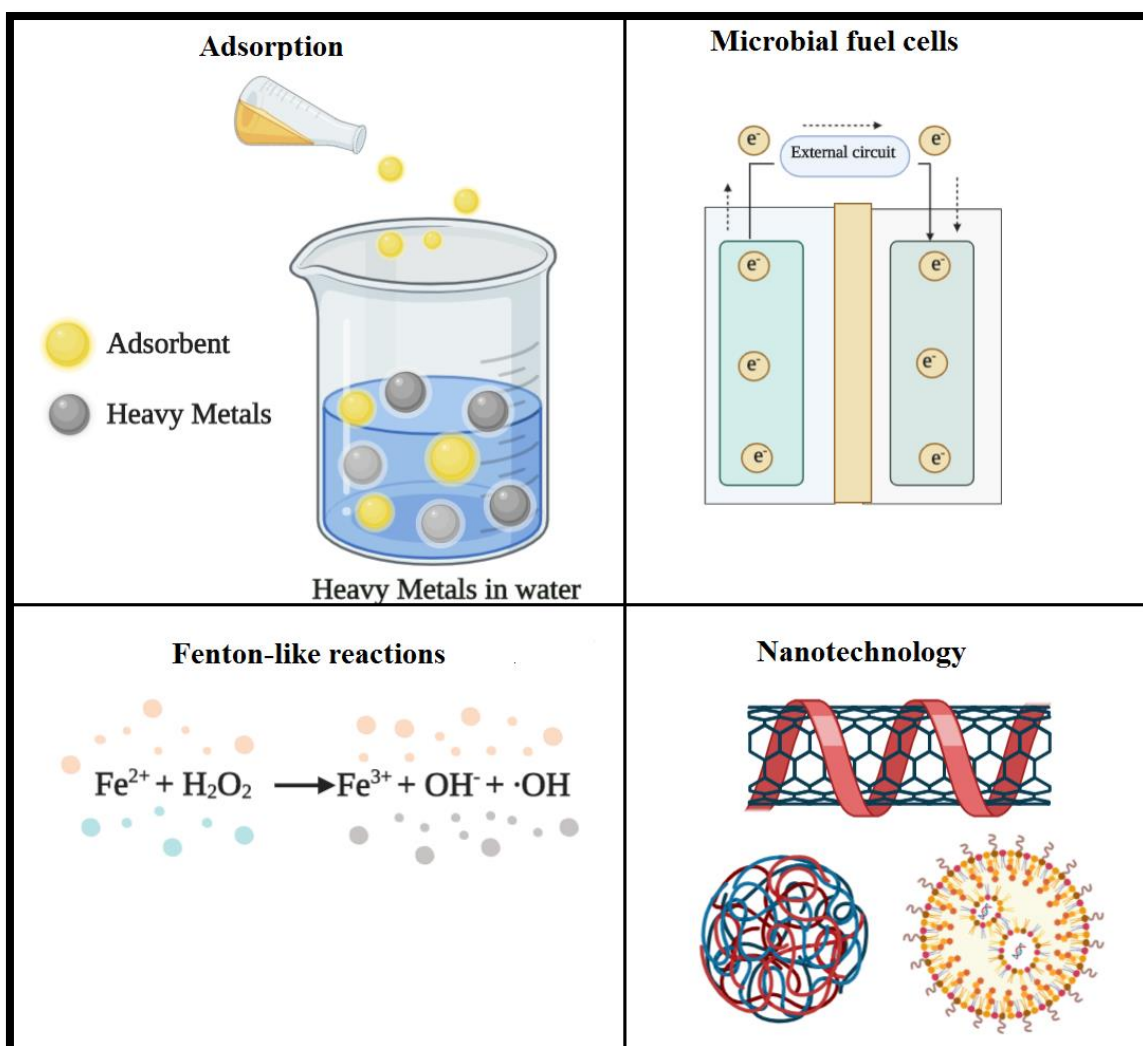 Adsorption
Adsorbent
Heavy Metals
Heavy Metals in water
Microbial fuel cells
e⁻ External circuit e⁻
e⁻ e⁻
e⁻ e⁻
e⁻ e⁻
Fenton-like reactions
Fe²⁺ + H₂O₂ ⟶ Fe³⁺ + OH⁻ + ·OH
Nanotechnology